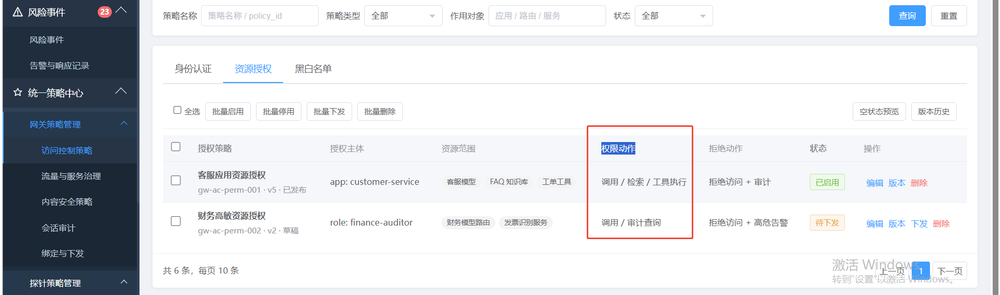 风险事件 23
风险事件
告警与响应记录
统一策略中心
网关策略管理
访问控制策略
流量与服务治理
内容安全策略
会话审计
绑定与下发
探针策略管理
策略名称 策略名称 / policy_id 策略类型 全部 作用对象 应用 / 路由 / 服务 状态 全部 查询 重置
身份认证 资源授权 黑白名单
全选 批量启用 批量停用 批量下发 批量删除 空状态预览 版本历史
授权策略 授权主体 资源范围 权限动作 拒绝动作 状态 操作
客服应用资源授权
gw-ac-perm-001 · v5 · 已发布
app: customer-service 客服模型 FAQ 知识库 工单工具 调用 / 检索 / 工具执行 拒绝访问 + 审计 已启用 编辑 版本 删除
财务高敏资源授权
gw-ac-perm-002 · v2 · 草稿
role: finance-auditor 财务模型路由 发票识别服务 调用 / 审计查询 拒绝访问 + 高危告警 待下发 编辑 版本 下发 删除
共 6 条，每页 10 条 上一页 1 下一页
激活 Windows
转到“设置”以激活 Windows。